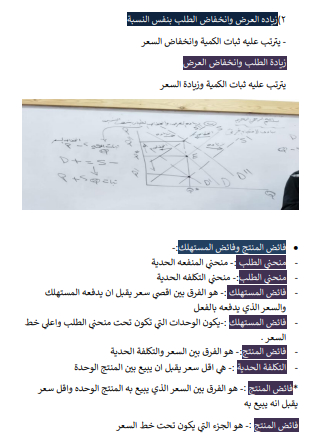 ٢)زياده العرض وانخفاض الطلب بنفس النسبة
- يترتب عليه ثبات الكمية وانخفاض السعر
زيادة الطلب وانخفاض العرض
يترتب عليه ثبات الكمية وزيادة السعر
• فائض المنتج وفائض المستهلك:-
- منحني الطلب :- منحني المنفعه الحدية
- منحني الطلب:- منحني التكلفه الحدية
- فائض المستهلك :- هو الفرق بين اقصي سعر يقبل ان يدفعه المستهلك
والسعر الذي يدفعه بالفعل
- فائض المستهلك :-يكون الوحدات التي تكون تحت منحني الطلب واعلي خط
السعر .
- فائض المنتج:- هو الفرق بين السعر والتكلفة الحدية
- التكلفة الحدية :- هي اقل سعر يقبل ان يبيع بين المنتج الوحدة
*فائض المنتج :- هو الفرق بين السعر الذي يبيع به المنتج الوحده واقل سعر
يقبل انه يبيع به
فائض المنتج :- هو الجزء التي يكون تحت خط السعر